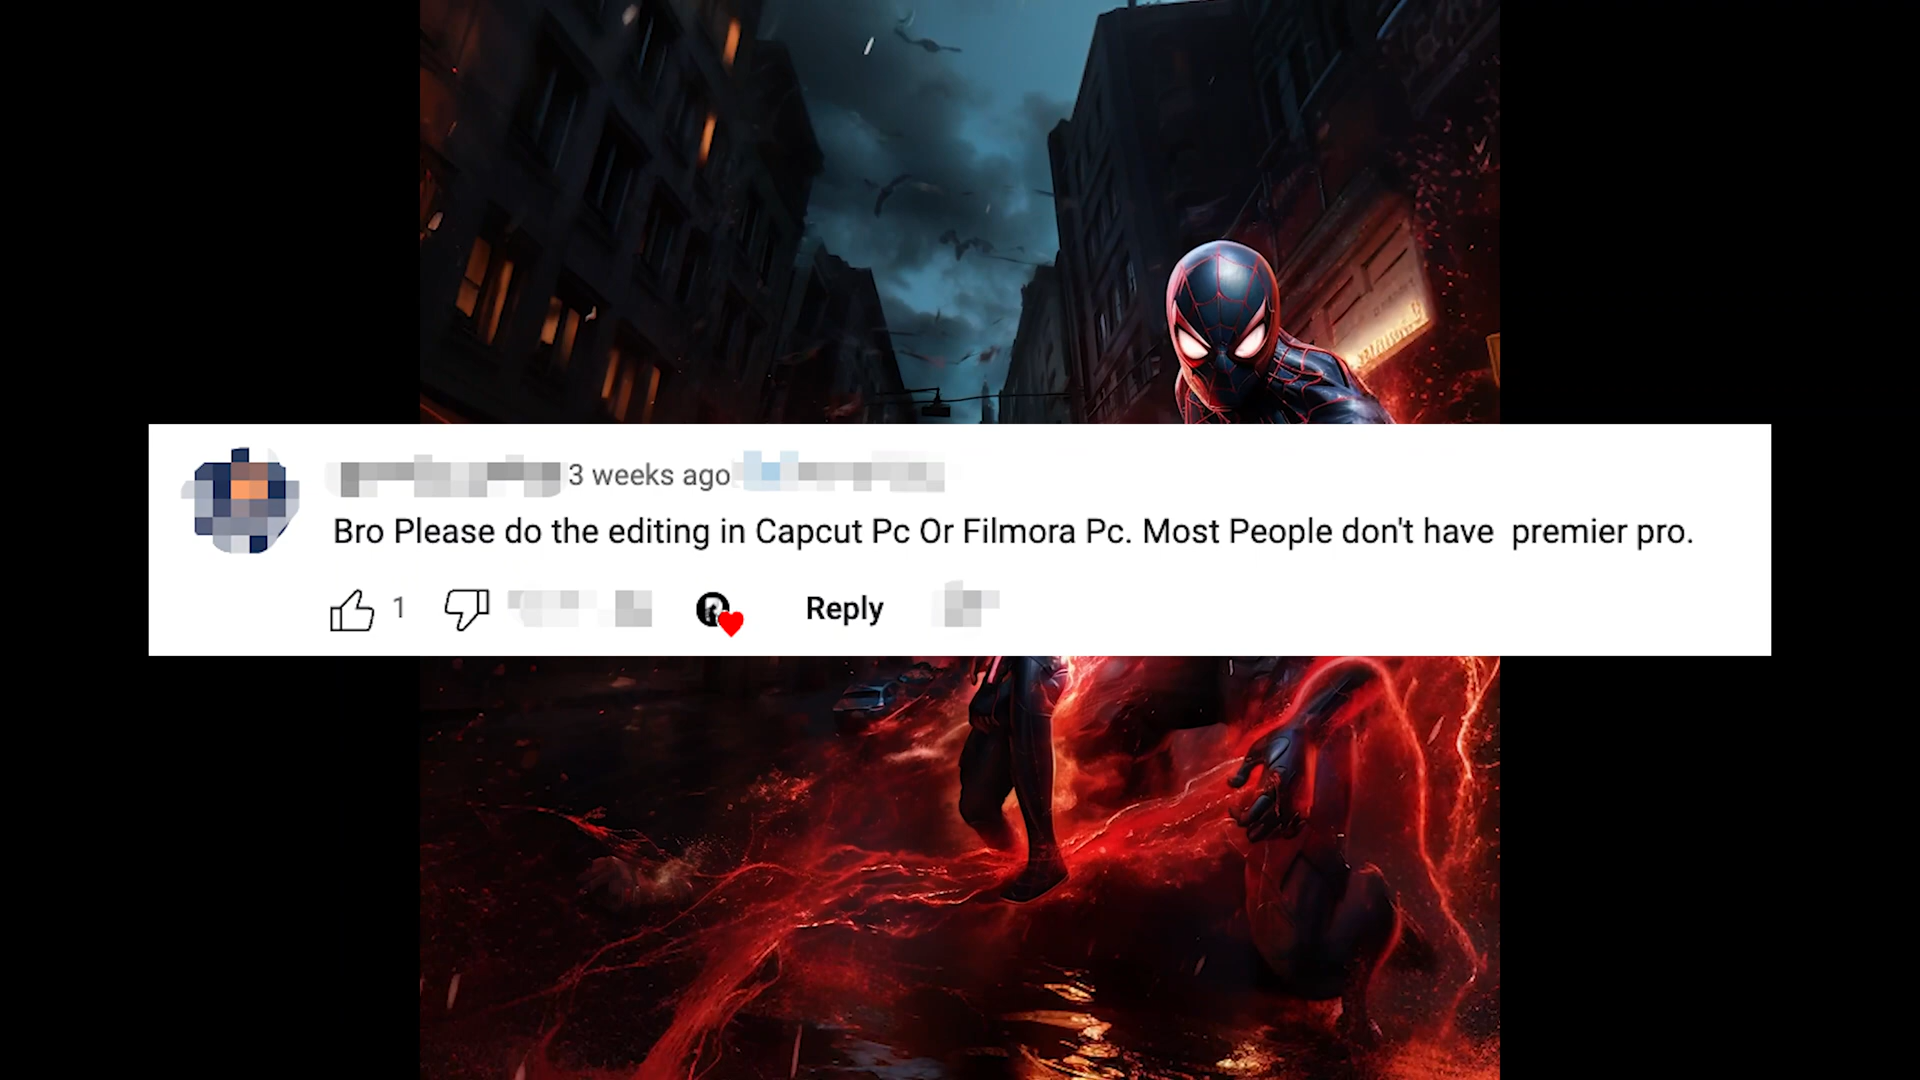 3 weeks ago
Bro Please do the editing in Capcut Pc Or Filmora Pc. Most People don't have  premier pro.
1
Reply